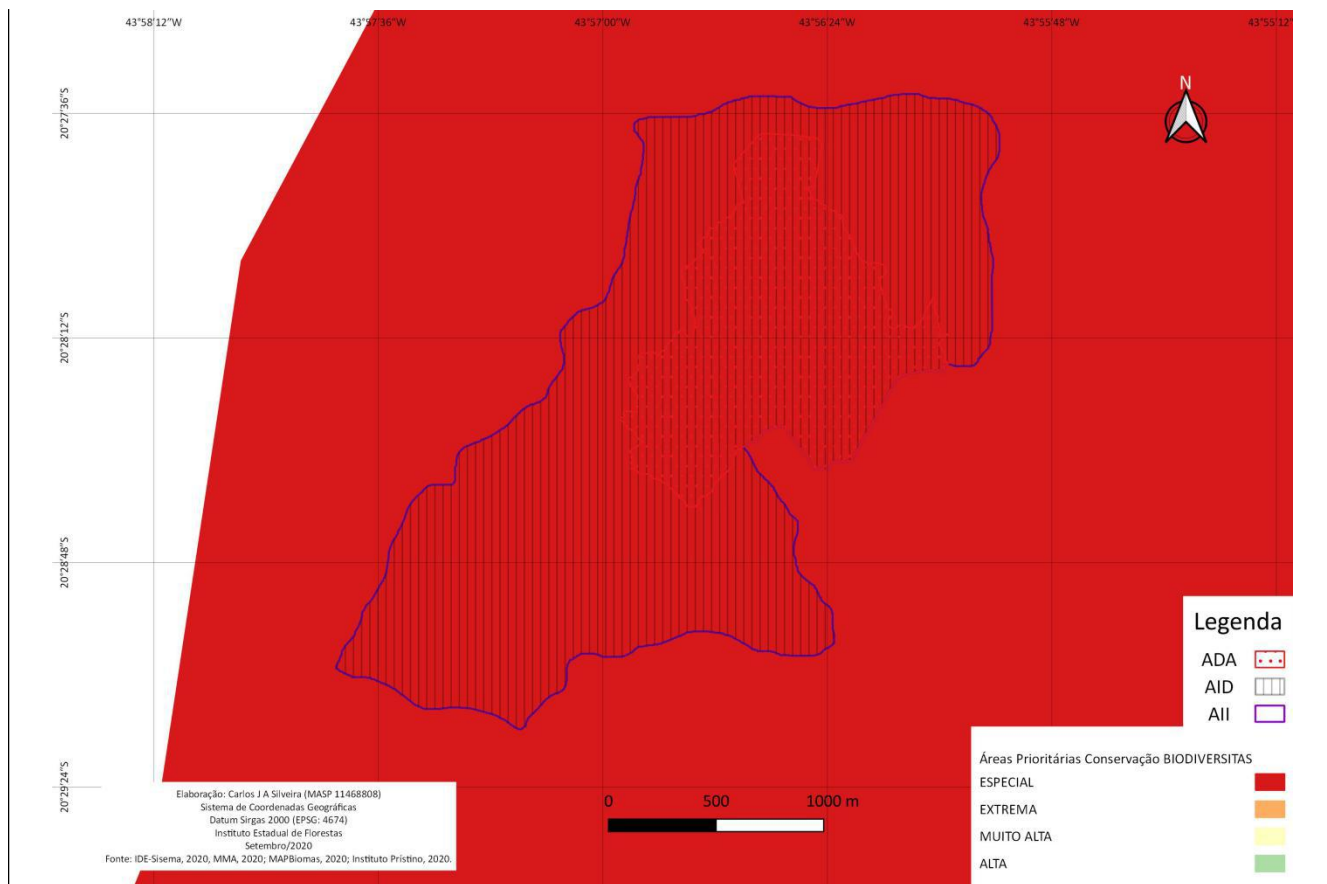 43°58'12"W
43°57'36"W
43°57'00"W
43°56'24"W
43°55'48"W
43°55'12"
20°27'36"S
20°28'12"S
20°28'48"S
20°29'24"S
N
Legenda
ADA
AID
AII
Áreas Prioritárias Conservação BIODIVERSITAS
ESPECIAL
EXTREMA
MUITO ALTA
ALTA
0 500 1000 m
Elaboração: Carlos J A Silveira (MASP 11468808)
Sistema de Coordenadas Geográficas
Datum Sirgas 2000 (EPSG: 4674)
Instituto Estadual de Florestas
Setembro/2020
Fonte: IDE-Sisema, 2020, MMA, 2020; MAPBiomas, 2020; Instituto Prístino, 2020.